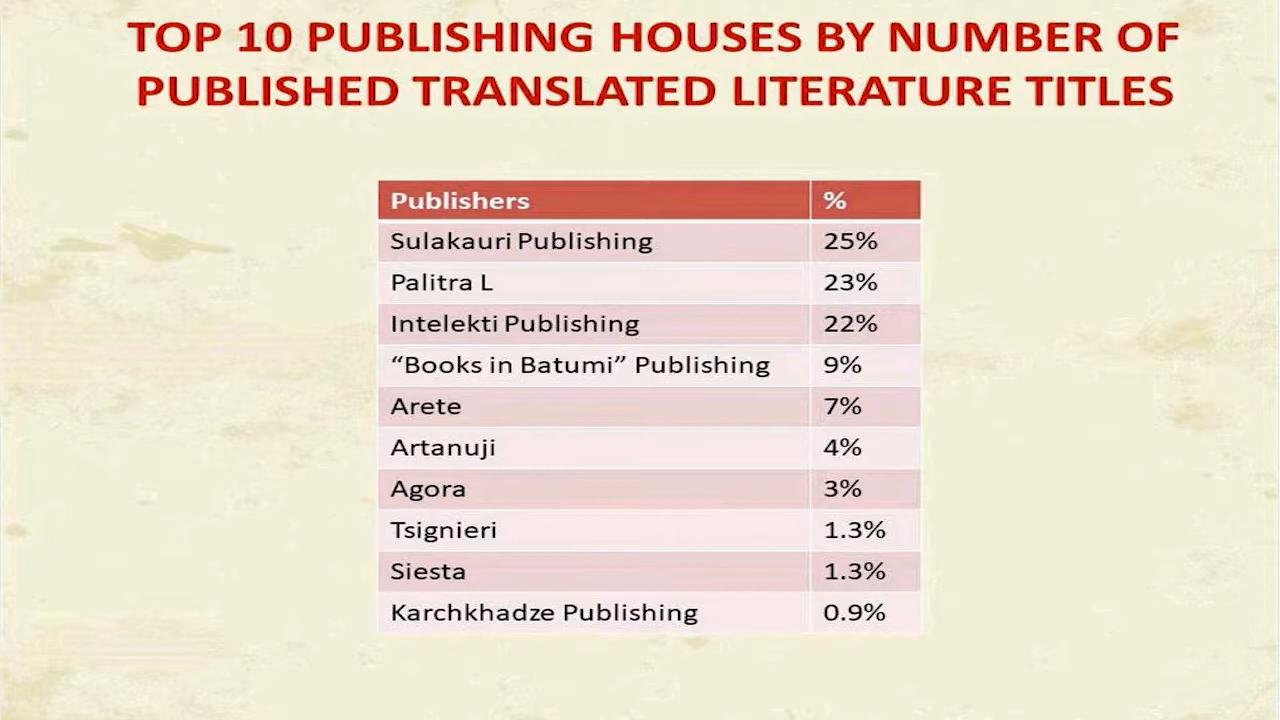 TOP 10 PUBLISHING HOUSES BY NUMBER OF
PUBLISHED TRANSLATED LITERATURE TITLES
Publishers %
Sulakauri Publishing 25%
Palitra L 23%
Intelekti Publishing 22%
“Books in Batumi” Publishing 9%
Arete 7%
Artanuji 4%
Agora 3%
Tsignieri 1.3%
Siesta 1.3%
Karchkhadze Publishing 0.9%